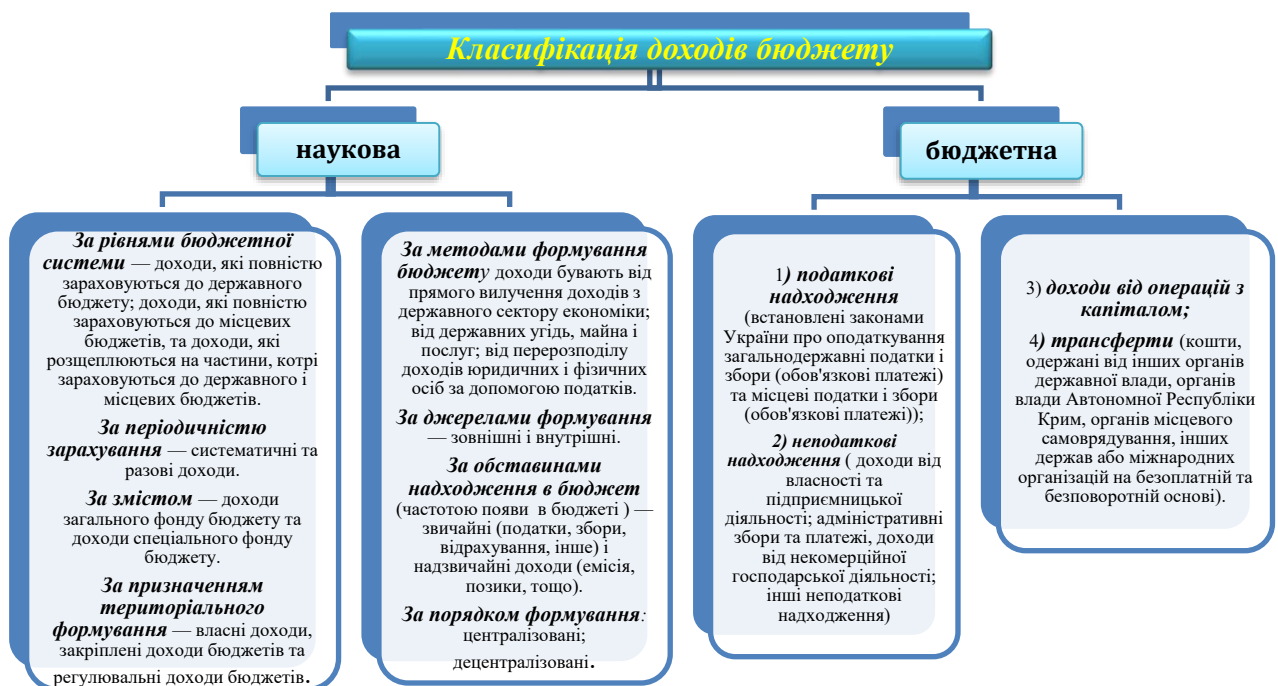 Класифікація доходів бюджету
наукова
бюджетна
За рівнями бюджетної
системи — доходи, які повністю
зараховуються до державного
бюджету; доходи, які повністю
зараховуються до місцевих
бюджетів, та доходи, які
розщеплюються на частини, котрі
зараховуються до державного і
місцевих бюджетів.
За періодичністю
зарахування — систематичні та
разові доходи.
За змістом — доходи
загального фонду бюджету та
доходи спеціального фонду
бюджету.
За призначенням
територіального
формування — власні доходи,
закріплені доходи бюджетів та
регулювальні доходи бюджетів.
За методами формування
бюджету доходи бувають від
прямого вилучення доходів з
державного сектору економіки;
від державних угідь, майна і
послуг; від перерозподілу
доходів юридичних і фізичних
осіб за допомогою податків.
За джерелами формування
— зовнішні і внутрішні.
За обставинами
надходження в бюджет
(частотою появи в бюджеті ) —
звичайні (податки, збори,
відрахування, інше) і
надзвичайні доходи (емісія,
позики, тощо).
За порядком формування:
централізовані;
децентралізовані.
1) податкові
надходження
(встановлені законами
України про оподаткування
загальнодержавні податки і
збори (обов'язкові платежі)
та місцеві податки і збори
(обов'язкові платежі));
2) неподаткові
надходження ( доходи від
власності та
підприємницької
діяльності; адміністративні
збори та платежі, доходи
від некомерційної
господарської діяльності;
інші неподаткові
надходження)
3) доходи від операцій з
капіталом;
4) трансферти (кошти,
одержані від інших органів
державної влади, органів
влади Автономної Республіки
Крим, органів місцевого
самоврядування, інших
держав або міжнародних
організацій на безоплатній та
безповоротній основі).